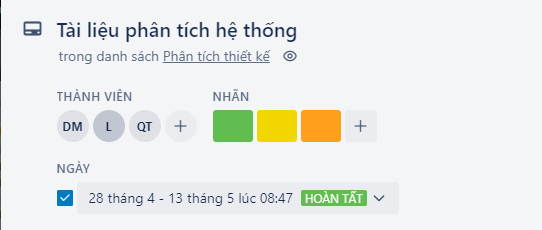 Tài liệu phân tích hệ thống
trong danh sách Phân tích thiết kế
THÀNH VIÊN NHÃN
DM L QT
NGÀY
28 tháng 4 - 13 tháng 5 lúc 08:47 HOÀN TẤT